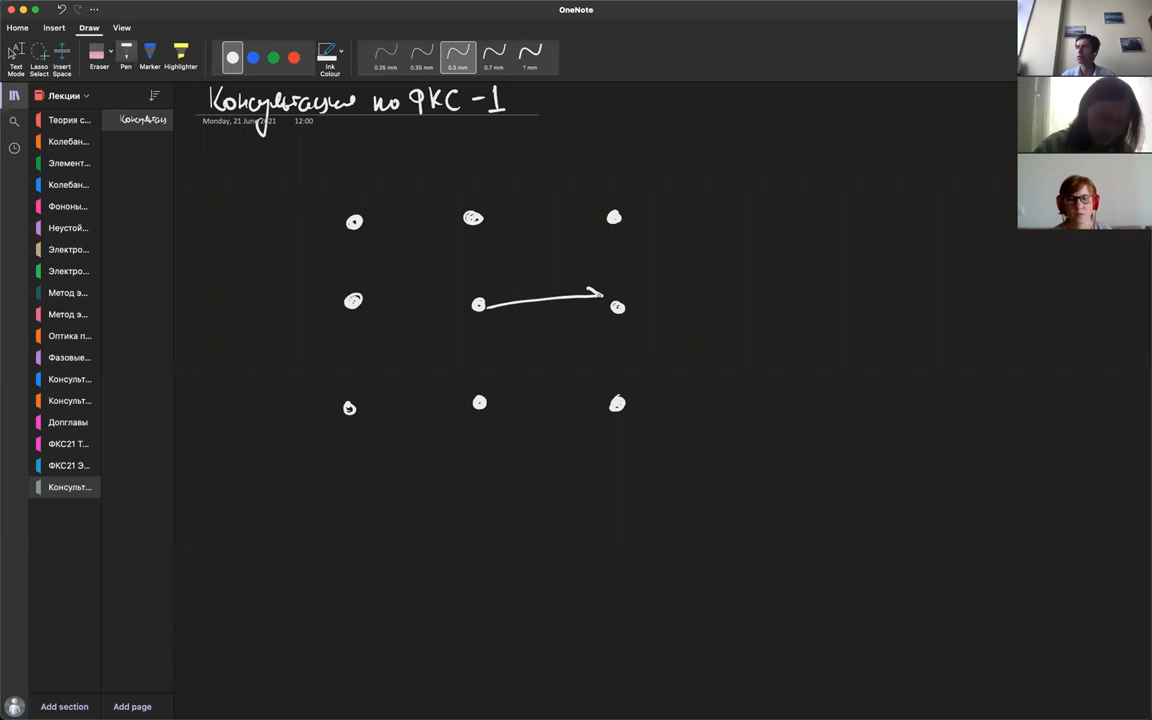 OneNote
Home Insert Draw View
Text Mode
Lasso Select
Insert Space
Eraser
Pen
Marker
Highlighter
Ink Colour
0.25 mm
0.35 mm
0.5 mm
0.7 mm
1 mm
Лекции
Теория с...
Колебан...
Элемент...
Колебан...
Фононы...
Неустой...
Электро...
Электро...
Метод э...
Метод э...
Оптика п...
Фазовые...
Консульт...
Консульт...
Допглавы
ФКС21 Т...
ФКС21 Э...
Консульт...
Консультац
Консультация по ФКС-1
Monday, 21 June 2021 12:00
Add section
Add page